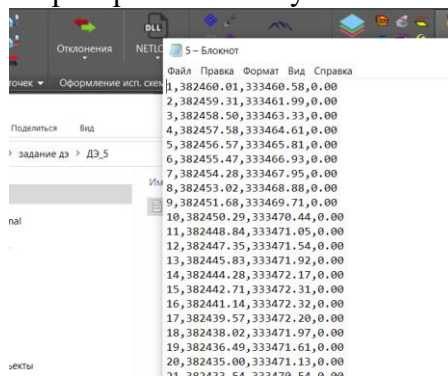 DLL
Отклонения
NETLO
Оформление исп. схем
Поделиться
Вид
задание дэ > ДЭ_5
5 – Блокнот
Файл Правка Формат Вид Справка
1,382460.01,333460.58,0.00
2,382459.31,333461.99,0.00
3,382458.50,333463.33,0.00
4,382457.58,333464.61,0.00
5,382456.57,333465.81,0.00
6,382455.47,333466.93,0.00
7,382454.28,333467.95,0.00
8,382453.02,333468.88,0.00
9,382451.68,333469.71,0.00
10,382450.29,333470.44,0.00
11,382448.84,333471.05,0.00
12,382447.35,333471.54,0.00
13,382445.83,333471.92,0.00
14,382444.28,333472.17,0.00
15,382442.71,333472.31,0.00
16,382441.14,333472.32,0.00
17,382439.57,333472.20,0.00
18,382438.02,333471.97,0.00
19,382436.49,333471.61,0.00
20,382435.00,333471.13,0.00
21,382433.54,333470.54,0.00